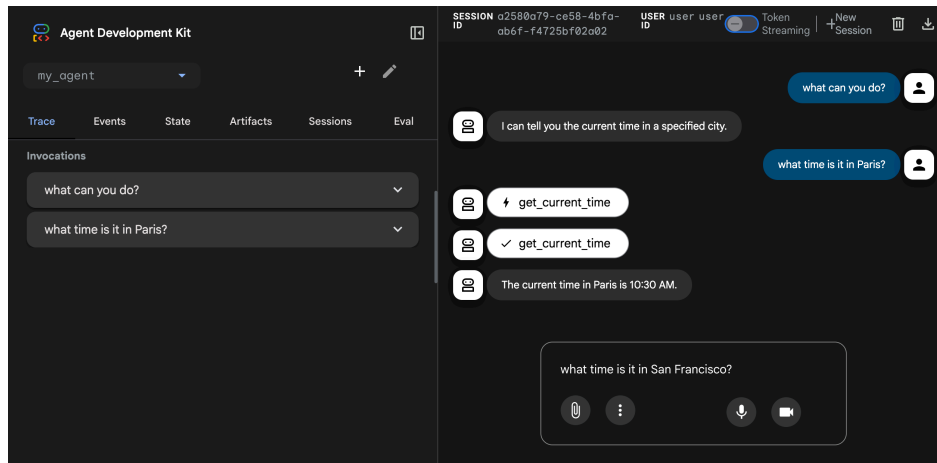 Agent Development Kit
my_agent
Trace Events State Artifacts Sessions Eval
Invocations
what can you do?
what time is it in Paris?
SESSION ID a2580a79-ce58-4bfa-
ab6f-f4725bf02a02
USER ID user
user
Token
Streaming
New
Session
what can you do?
I can tell you the current time in a specified city.
what time is it in Paris?
get_current_time
get_current_time
The current time in Paris is 10:30 AM.
what time is it in San Francisco?